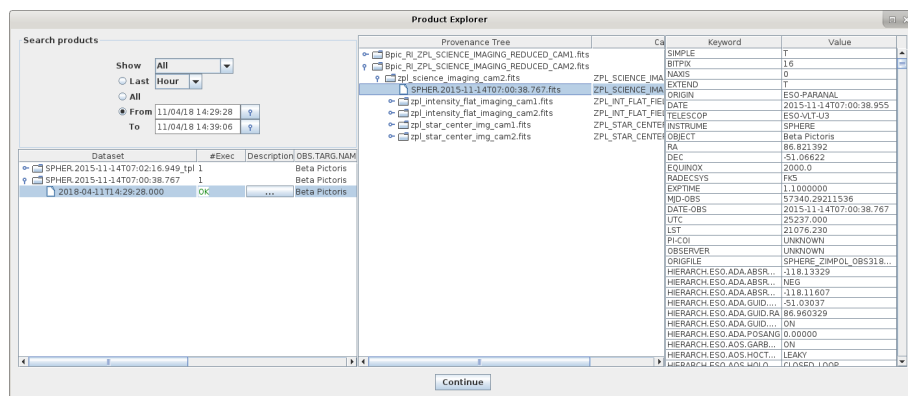 Product Explorer
Search products
Show All
Last Hour
All
From 11/04/18 14:29:28
To 11/04/18 14:39:06
Dataset #Exec Description OBS.TARG.NAM
SPHER.2015-11-14T07:02:16.949_tpl 1 Beta Pictoris
SPHER.2015-11-14T07:00:38.767 1 Beta Pictoris
2018-04-11T14:29:28.000 OK ... Beta Pictoris
Provenance Tree Ca
Bpic_RI_ZPL_SCIENCE_IMAGING_REDUCED_CAM1.fits
Bpic_RI_ZPL_SCIENCE_IMAGING_REDUCED_CAM2.fits
zpl_science_imaging_cam2.fits ZPL_SCIENCE_IMA
SPHER.2015-11-14T07:00:38.767.fits ZPL_SCIENCE_IMA
zpl_intensity_flat_imaging_cam1.fits ZPL_INT_FLAT_FIEL
zpl_intensity_flat_imaging_cam2.fits ZPL_INT_FLAT_FIEL
zpl_star_center_img_cam1.fits ZPL_STAR_CENTER
zpl_star_center_img_cam2.fits ZPL_STAR_CENTER
Keyword Value
SIMPLE T
BITPIX 16
NAXIS 0
EXTEND T
ORIGIN ESO-PARANAL
DATE 2015-11-14T07:00:38.955
TELESCOP ESO-VLT-U3
INSTRUME SPHERE
OBJECT Beta Pictoris
RA 86.821392
DEC -51.06622
EQUINOX 2000.0
RADECSYS FK5
EXPTIME 1.1000000
MJD-OBS 57340.29211536
DATE-OBS 2015-11-14T07:00:38.767
UTC 25237.000
LST 21076.230
PI-COI UNKNOWN
OBSERVER UNKNOWN
ORIGFILE SPHERE_ZIMPOL_OBS318...
HIERARCH.ESO.ADA.ABSR... -118.13329
HIERARCH.ESO.ADA.ABSR... NEG
HIERARCH.ESO.ADA.ABSR... -118.11607
HIERARCH.ESO.ADA.GUID.... -51.03037
HIERARCH.ESO.ADA.GUID.RA 86.960329
HIERARCH.ESO.ADA.GUID.... ON
HIERARCH.ESO.ADA.POSANG 0.00000
HIERARCH.ESO.AOS.GARB... ON
HIERARCH.ESO.AOS.HOCT... LEAKY
HIERARCH.ESO.AOS.HOLO... CLOSED_LOOP
Continue